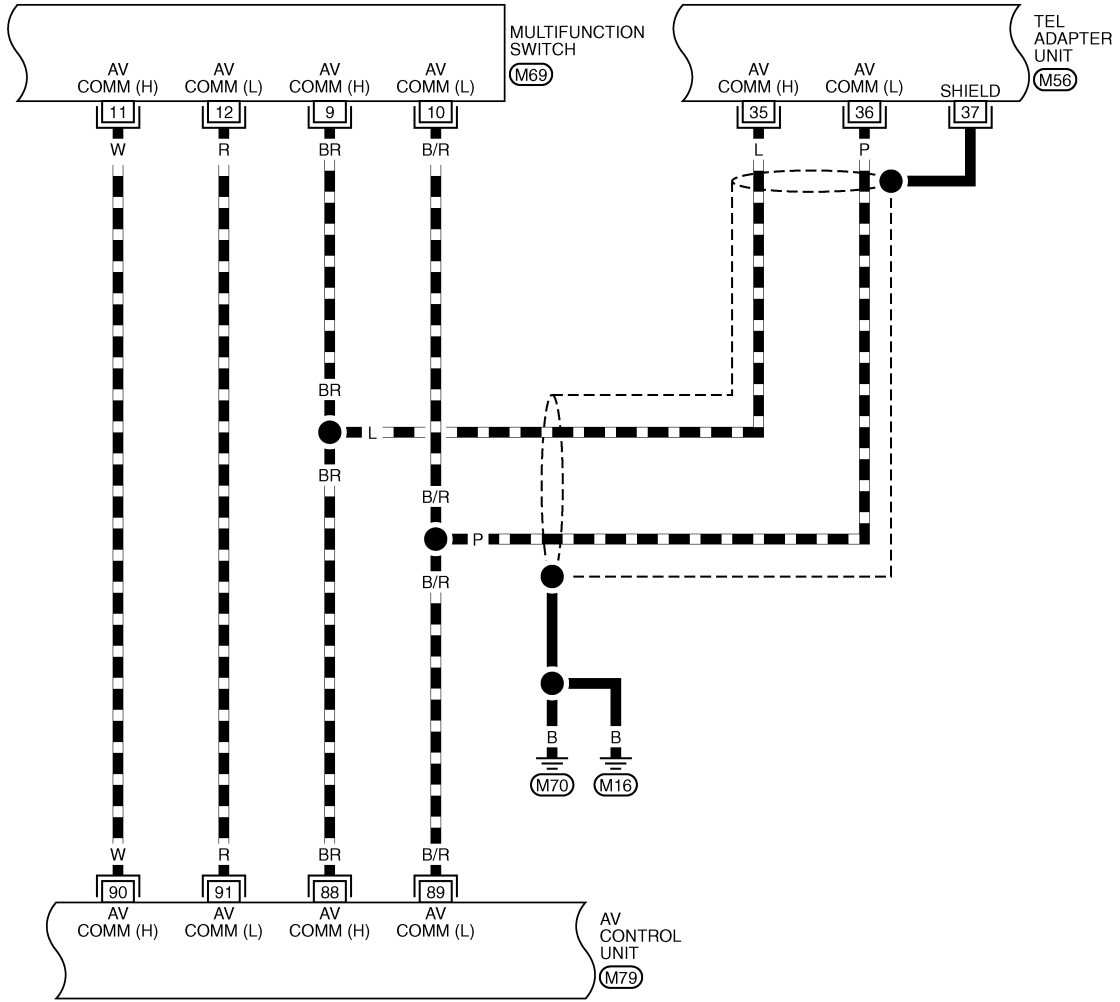 MULTIFUNCTION
SWITCH
M69
TEL
ADAPTER
UNIT
M56
AV
COMM (H)
AV
COMM (L)
AV
COMM (H)
AV
COMM (L)
AV
COMM (H)
AV
COMM (L)
SHIELD
11
12
9
10
35
36
37
W
R
BR
B/R
L
P
BR
L
BR
B/R
P
B/R
B
B
M70
M16
W
R
BR
B/R
90
91
88
89
AV
COMM (H)
AV
COMM (L)
AV
COMM (H)
AV
COMM (L)
AV
CONTROL
UNIT
M79